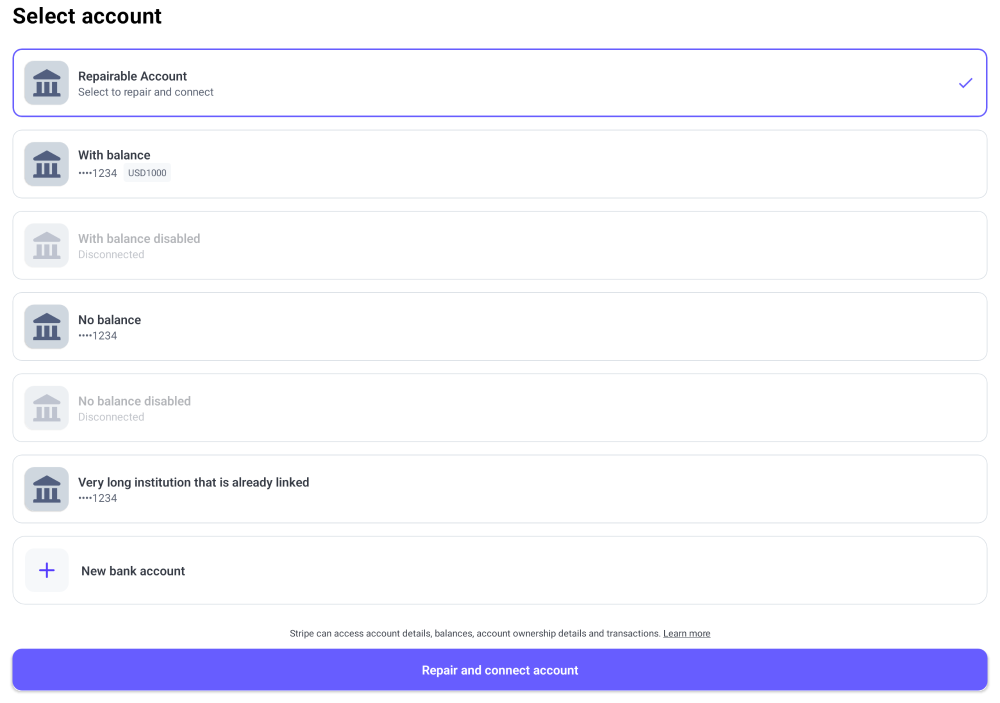 Select account
Repairable Account
Select to repair and connect
With balance
••••1234 USD1000
With balance disabled
Disconnected
No balance
••••1234
No balance disabled
Disconnected
Very long institution that is already linked
••••1234
New bank account
Stripe can access account details, balances, account ownership details and transactions. Learn more
Repair and connect account